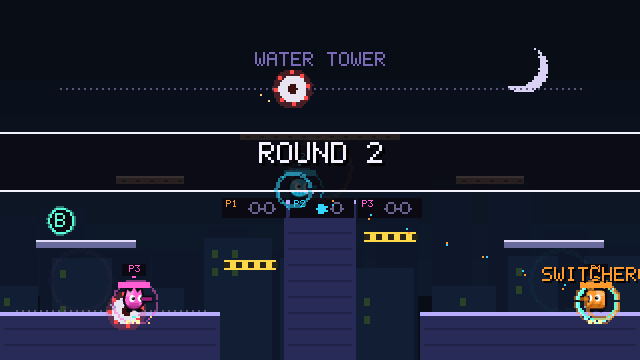 WATER TOWER
ROUND 2
P1
P2
P3
B
P3
SWITCHER